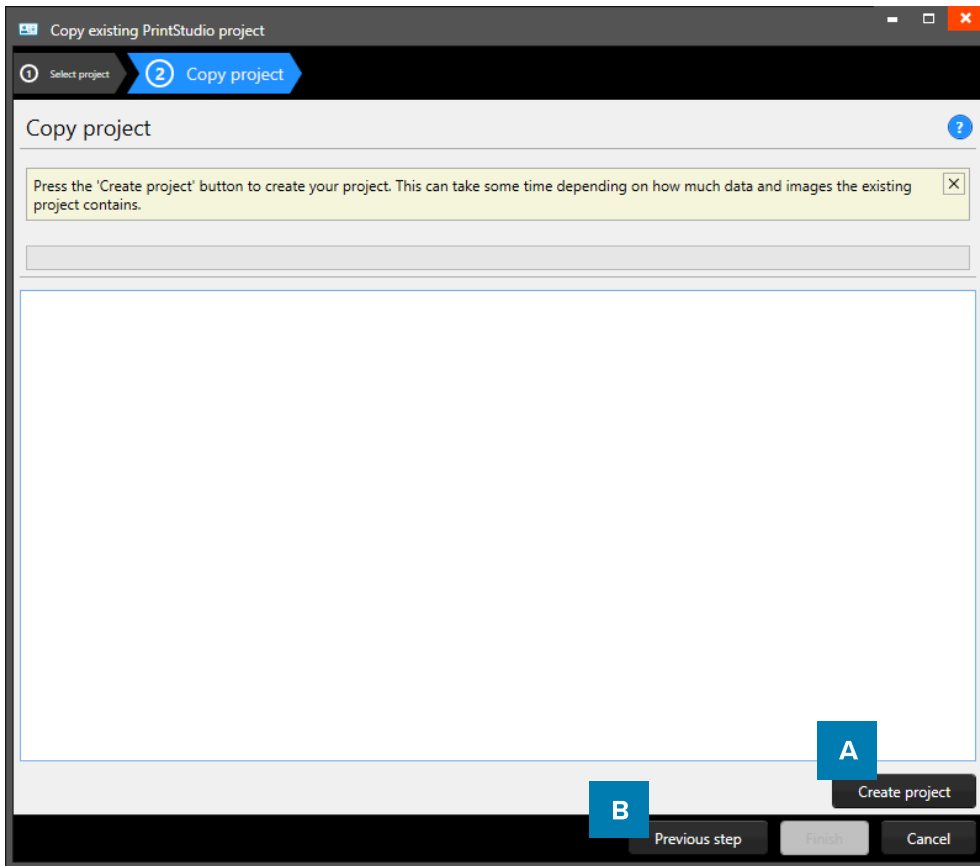 Copy existing PrintStudio project
1 Select project 2 Copy project
Copy project
?
Press the 'Create project' button to create your project. This can take some time depending on how much data and images the existing
project contains.
A
Create project
B
Previous step Finish Cancel